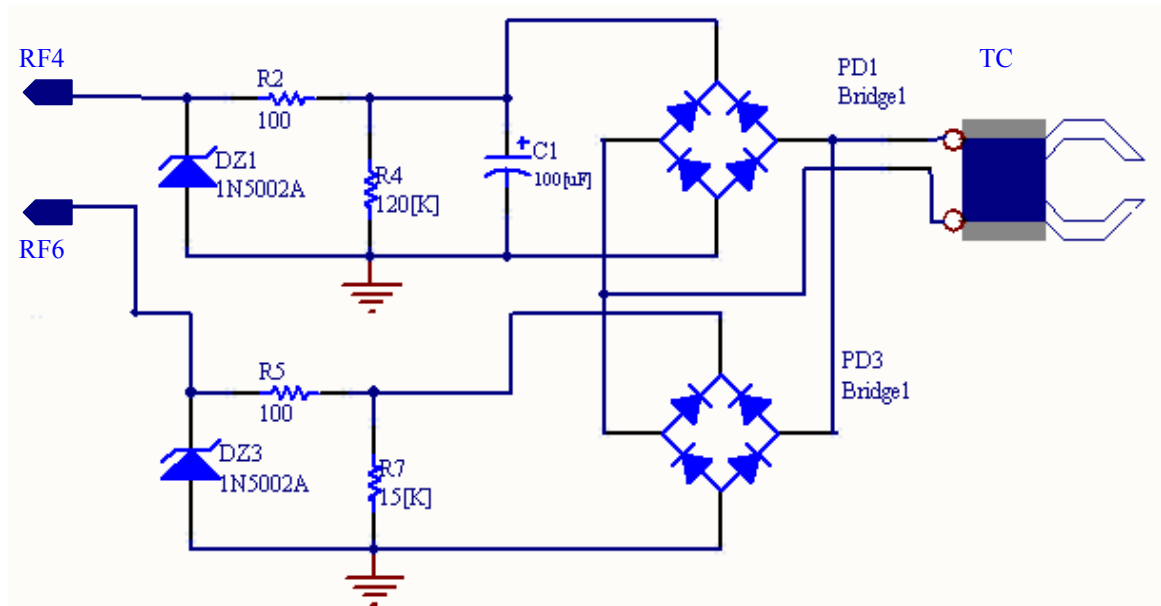 RF4
R2
100
DZ1
1N5002A
R4
120[K]
+
C1
100[uF]
PD1
Bridge1
TC
RF6
R5
100
DZ3
1N5002A
R7
15[K]
PD3
Bridge1